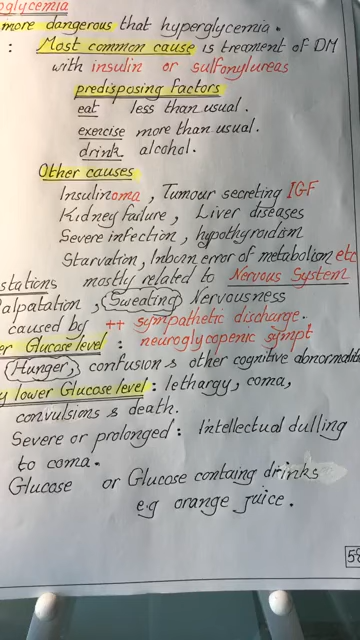 oglycemia
more dangerous that hyperglycemia.
: Most common cause is treament of DM
with insulin or sulfonylureas
predisposing factors
eat less than usual.
exercise more than usual.
drink alcohol.
Other causes
Insulinoma, Tumour secreting IGF
Kidney failure, Liver diseases
Severe infection, hypothyroidism
Starvation, Inborn error of metabolism etc
stations mostly related to Nervous System
alpatation, Sweating, Nervousness
caused by ++ sympathetic discharge.
er Glucose level: neuroglycopenic sympt
Hunger, confusion & other cognitive abnormalities
y lower Glucose level: lethargy, coma,
convulsions & death.
Severe or prolonged: Intellectual dulling
to coma.
Glucose or Glucose containg drinks
e.g orange juice.